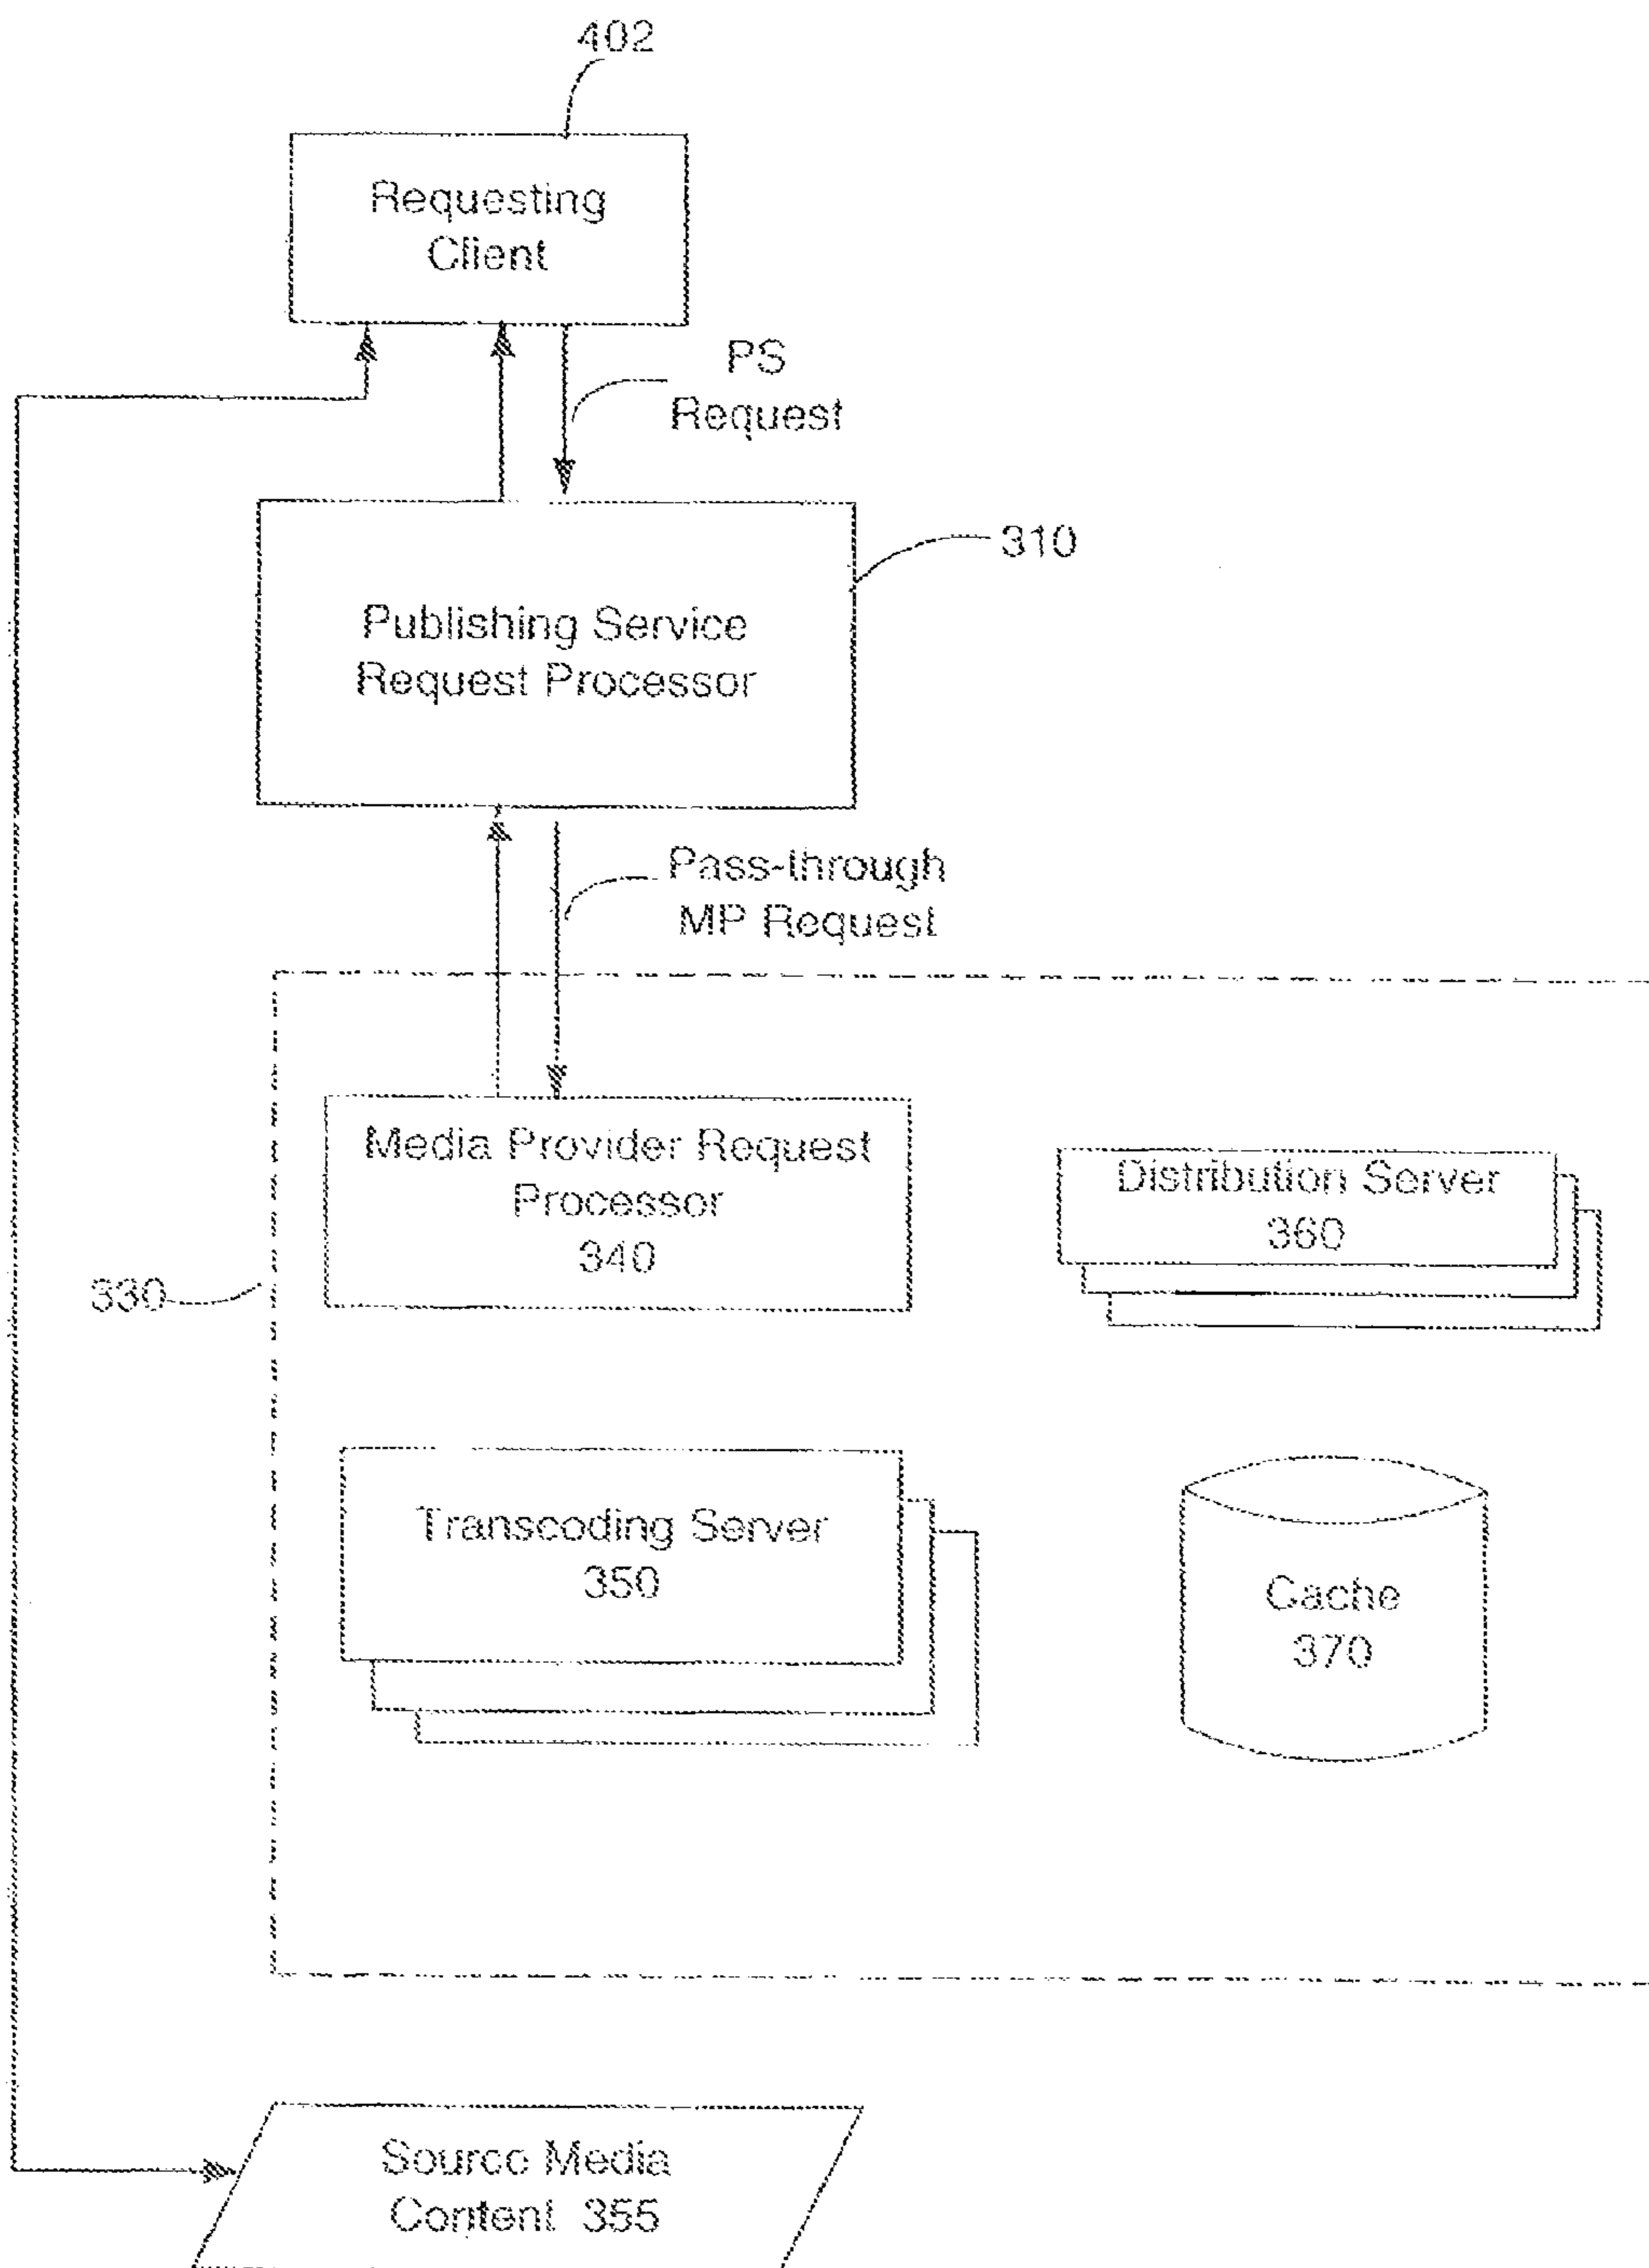 402
Requesting
Client
PS
Request
310
Publishing Service
Request Processor
Pass-through
MP Request
Media Provider Request
Processor
340
Distribution Server
360
330
Transcoding Server
350
Cache
370
Source Media
Content 355